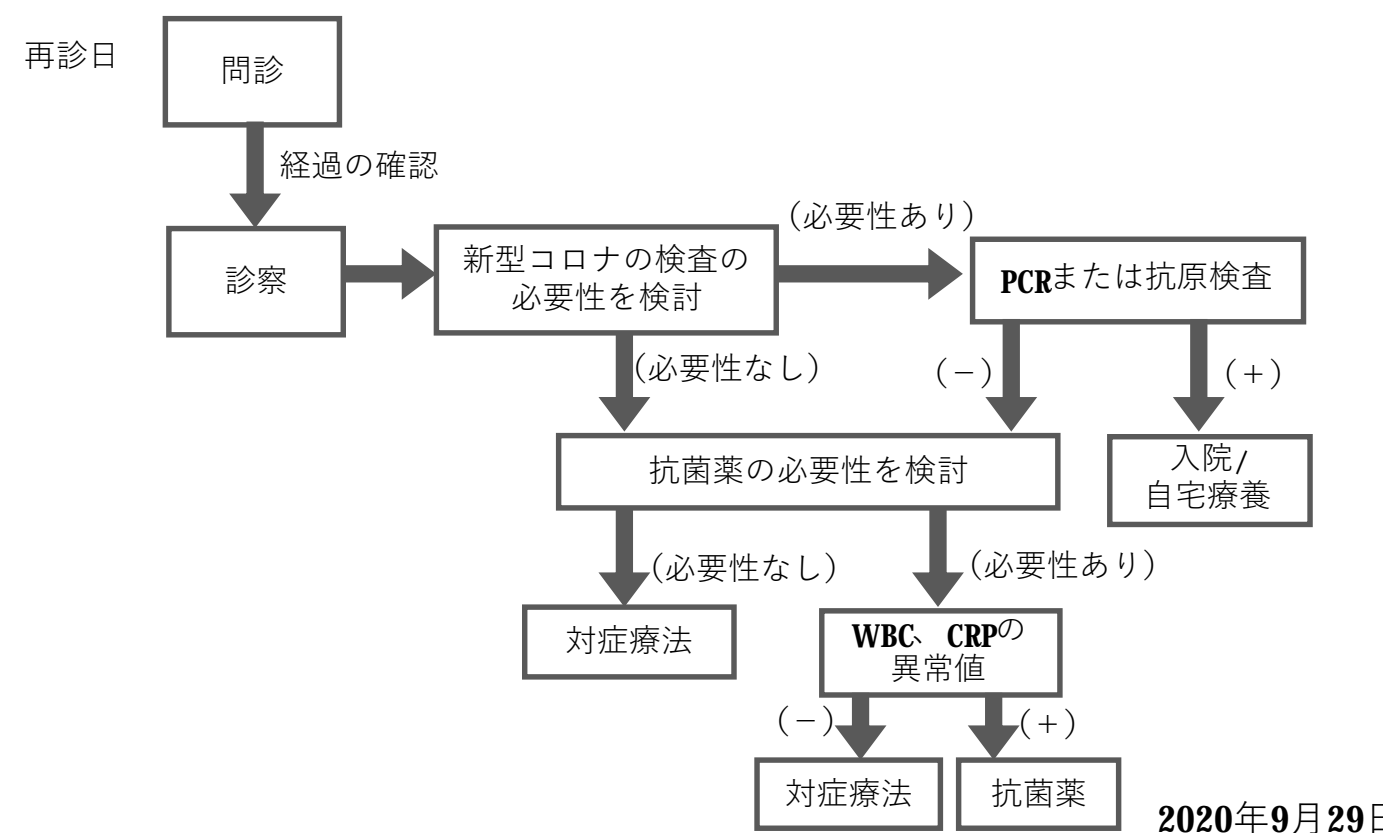 再診日
問診
経過の確認
診察
新型コロナの検査の
必要性を検討
(必要性あり)
PCRまたは抗原検査
(必要性なし)
(－)
(＋)
抗菌薬の必要性を検討
入院/
自宅療養
(必要性なし)
(必要性あり)
対症療法
WBC、CRPの
異常値
(－)
(＋)
対症療法
抗菌薬
2020年9月29日